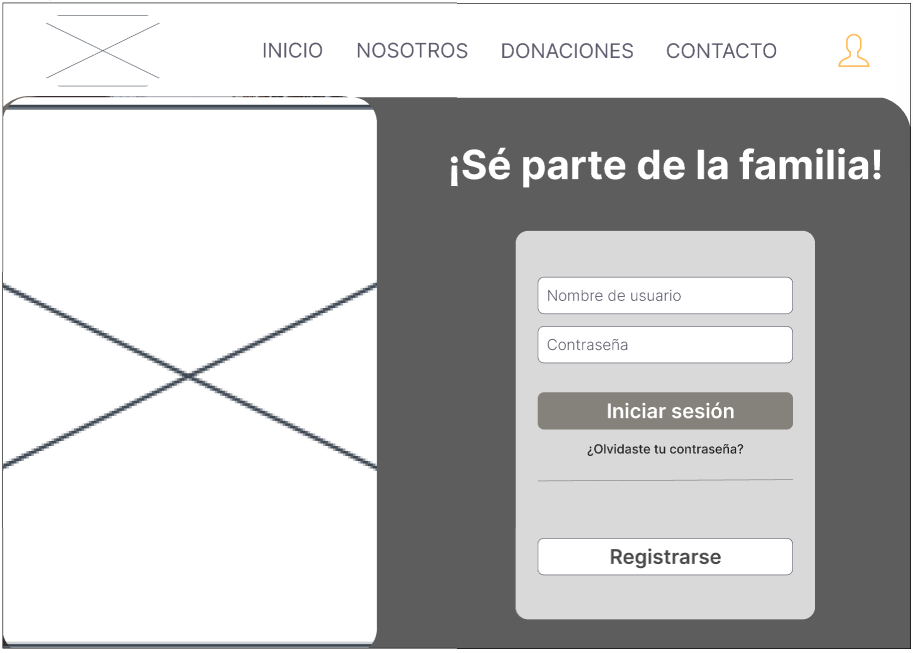 INICIO NOSOTROS DONACIONES CONTACTO
¡Sé parte de la familia!
Nombre de usuario
Contraseña
Iniciar sesión
¿Olvidaste tu contraseña?
Registrarse